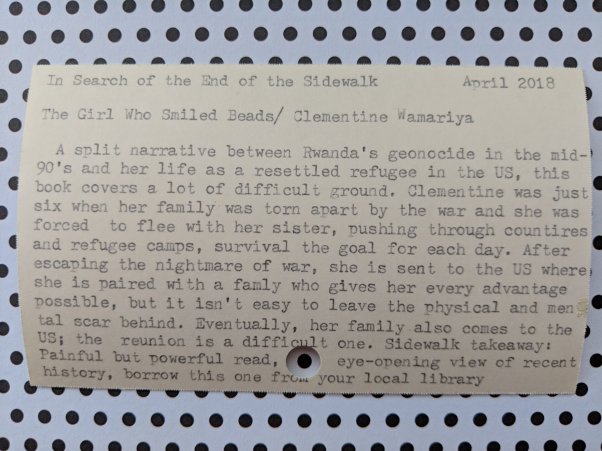 In Search of the End of the Sidewalk April 2018
The Girl Who Smiled Beads/ Clementine Wamariya
A split narrative between Rwanda's geonocide in the mid-
90's and her life as a resettled refugee in the US, this
book covers a lot of difficult ground. Clementine was just
six when her family was torn apart by the war and she was
forced to flee with her sister, pushing through countires
and refugee camps, survival the goal for each day. After
escaping the nightmare of war, she is sent to the US where
she is paired with a famly who gives her every advantage
possible, but it isn't easy to leave the physical and men
tal scar behind. Eventually, her family also comes to the
US; the reunion is a difficult one. Sidewalk takeaway:
Painful but powerful read, eye-opening view of recent
history, borrow this one from your local library